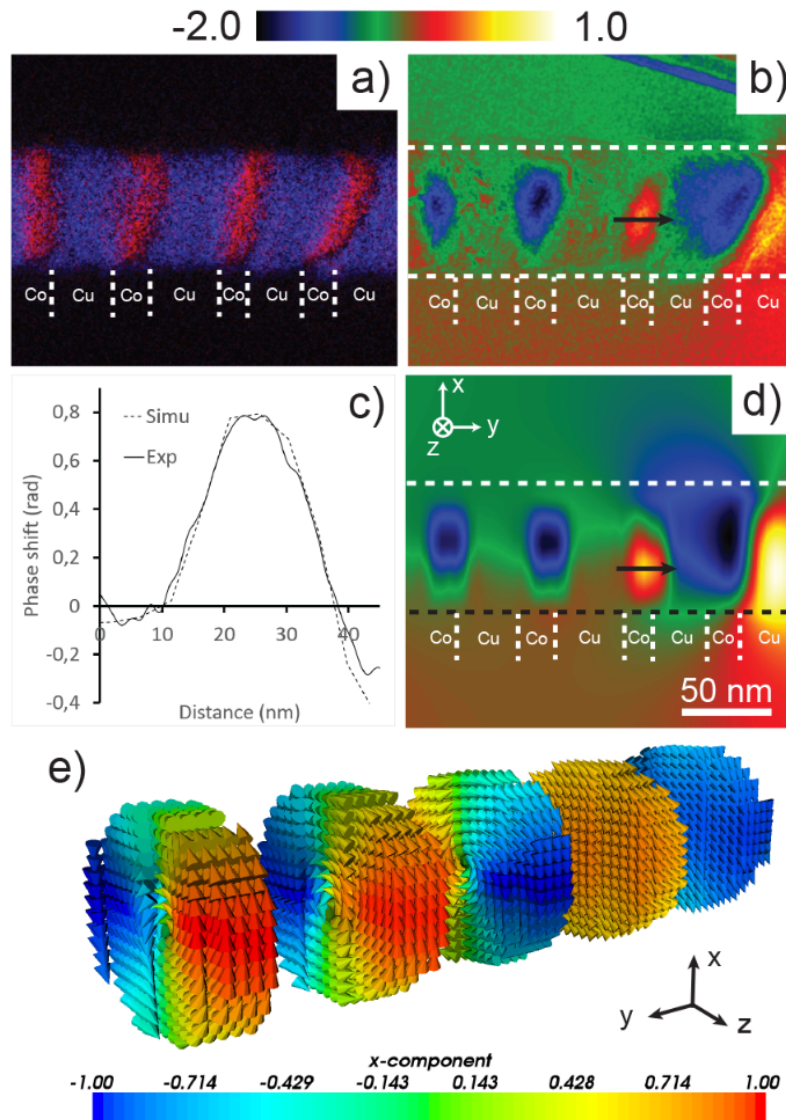 -2.0 1.0
a)
b)
Co Cu Co Cu Co Cu Co Cu
Co Cu Co Cu Co Cu Co Cu
c)
0,8
0,6
0,4
0,2
0
-0,2
-0,4
0 10 20 30 40
Simu
Exp
Phase shift (rad)
Distance (nm)
d)
x
z y
Co Cu Co Cu Co Cu Co Cu
50 nm
e)
x
y z
x-component
-1.00 -0.714 -0.429 -0.143 0.143 0.428 0.714 1.00